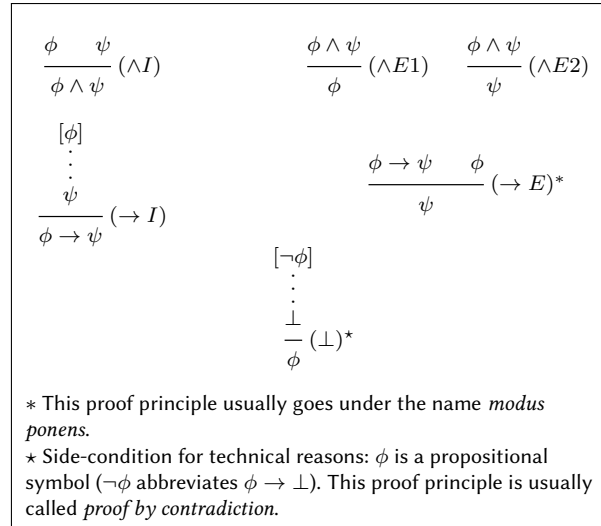 ϕ ψ
ϕ ∧ ψ (∧I)
ϕ ∧ ψ
ϕ (∧E1)
ϕ ∧ ψ
ψ (∧E2)
[ϕ]
⋮
ψ
ϕ → ψ (→ I)
ϕ → ψ ϕ
ψ (→ E)*
[¬ϕ]
⋮
⊥
ϕ (⊥)⋆
∗ This proof principle usually goes under the name modus
ponens.
⋆ Side-condition for technical reasons: ϕ is a propositional
symbol (¬ϕ abbreviates ϕ → ⊥). This proof principle is usually
called proof by contradiction.